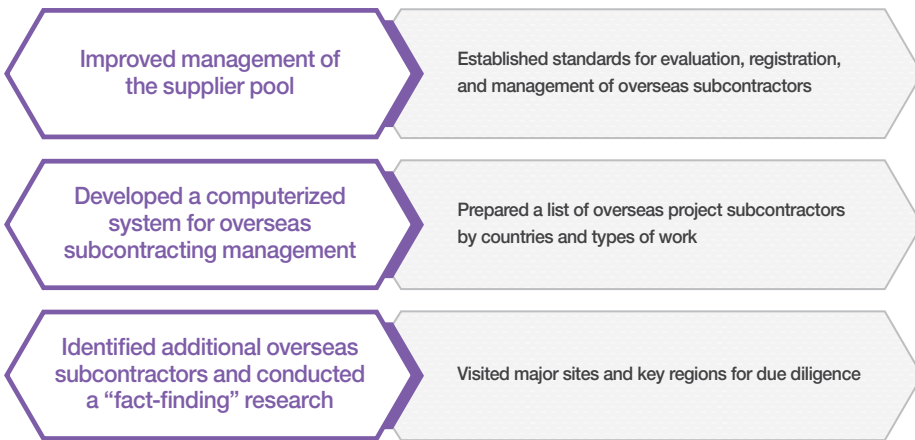 Improved management of
the supplier pool
Established standards for evaluation, registration,
and management of overseas subcontractors
Developed a computerized
system for overseas
subcontracting management
Prepared a list of overseas project subcontractors
by countries and types of work
Identified additional overseas
subcontractors and conducted
a “fact-finding” research
Visited major sites and key regions for due diligence